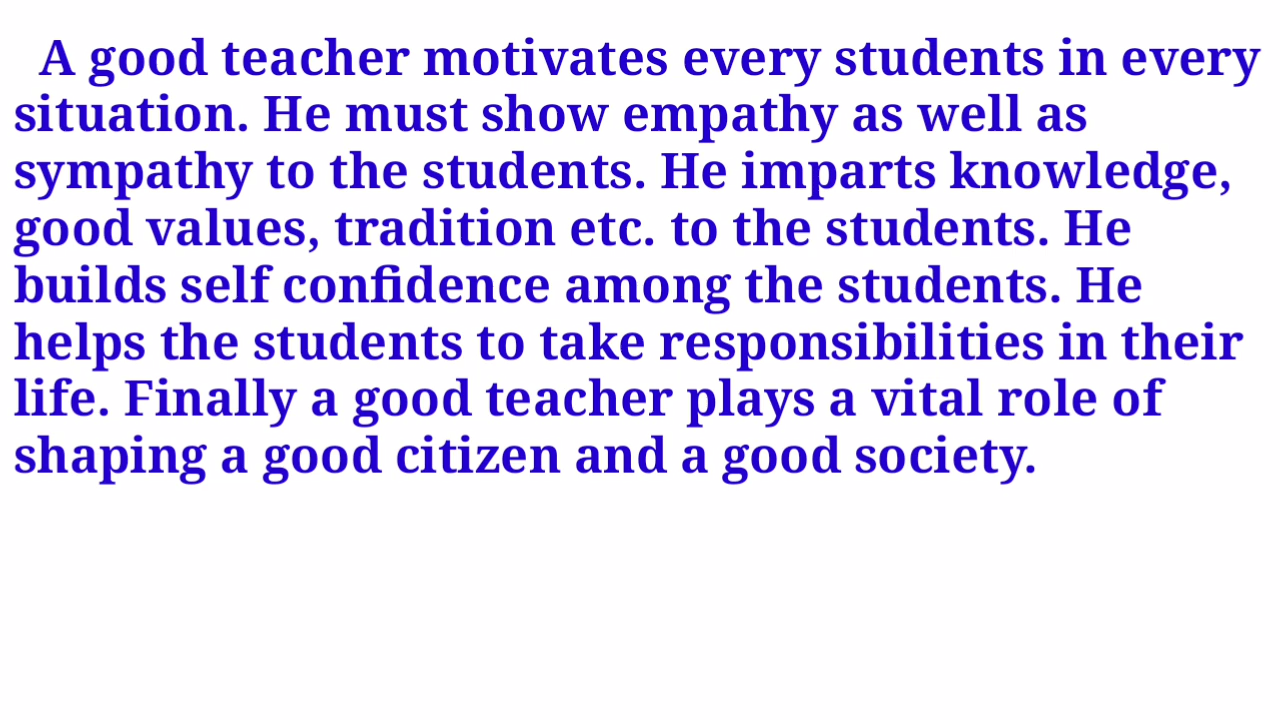 A good teacher motivates every students in every
situation. He must show empathy as well as
sympathy to the students. He imparts knowledge,
good values, tradition etc. to the students. He
builds self confidence among the students. He
helps the students to take responsibilities in their
life. Finally a good teacher plays a vital role of
shaping a good citizen and a good society.